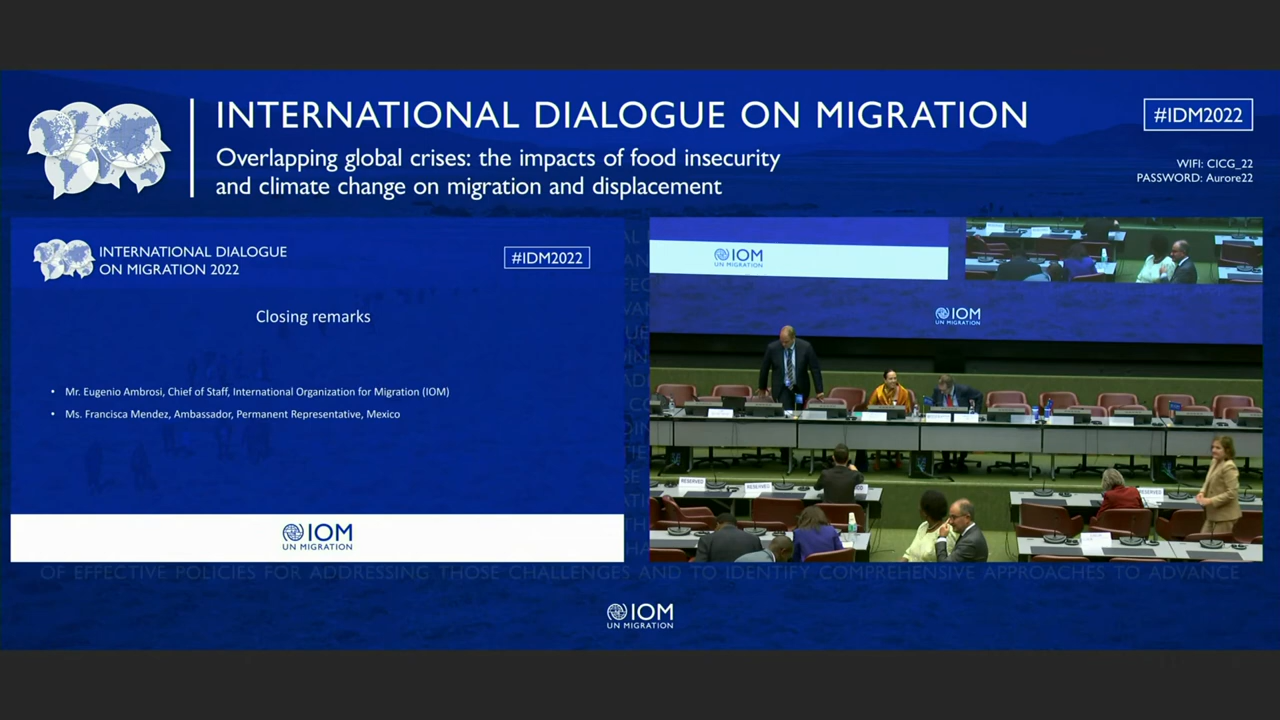 INTERNATIONAL DIALOGUE ON MIGRATION
Overlapping global crises: the impacts of food insecurity
and climate change on migration and displacement
#IDM2022
WIFI: CICG_22
PASSWORD: Aurore22
INTERNATIONAL DIALOGUE
ON MIGRATION 2022
#IDM2022
Closing remarks
• Mr. Eugenio Ambrosi, Chief of Staff, International Organization for Migration (IOM)
• Ms. Francisca Mendez, Ambassador, Permanent Representative, Mexico
IOM
UN MIGRATION
IOM
UN MIGRATION
IOM
UN MIGRATION
RESERVED
RESERVED
RESERVED
OF EFFECTIVE POLICIES FOR ADDRESSING THOSE CHALLENGES AND TO IDENTIFY COMPREHENSIVE APPROACHES TO ADVANCE
IOM
UN MIGRATION